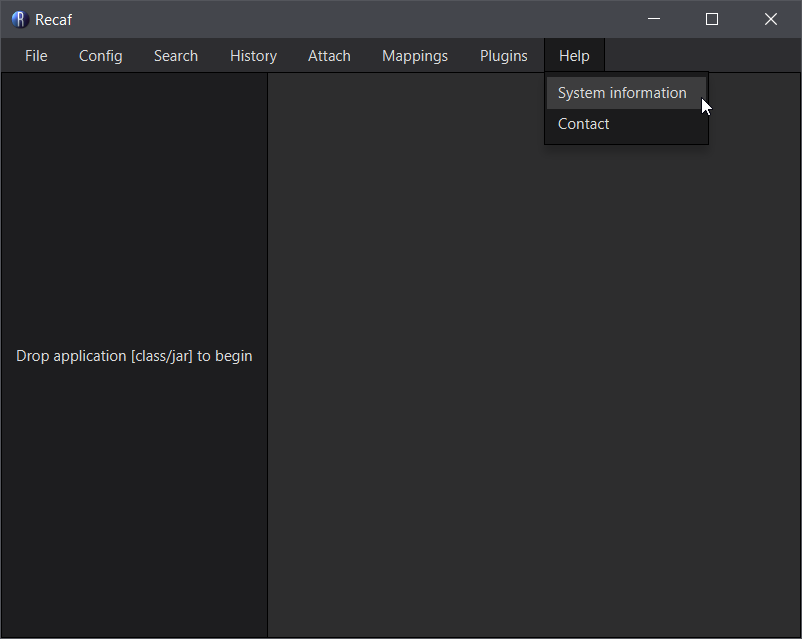 Recaf
File Config Search History Attach Mappings Plugins Help
System information
Contact
Drop application [class/jar] to begin